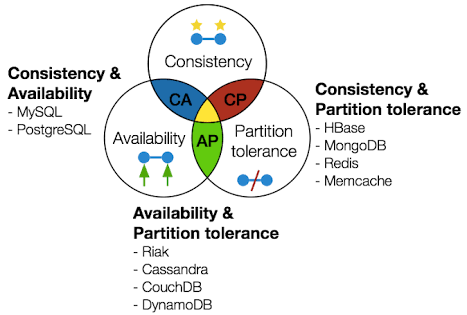 Consistency
Consistency &
Availability
- MySQL
- PostgreSQL
CA
CP
Consistency &
Partition tolerance
- HBase
- MongoDB
- Redis
- Memcache
Availability
Partition
tolerance
AP
Availability &
Partition tolerance
- Riak
- Cassandra
- CouchDB
- DynamoDB